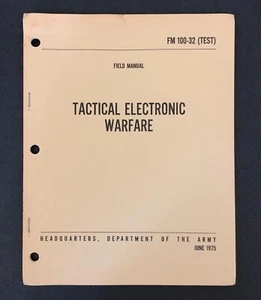 FM 100-32 (TEST)
FIELD MANUAL
TACTICAL ELECTRONIC
WARFARE
HEADQUARTERS, DEPARTMENT OF THE ARMY
JUNE 1975